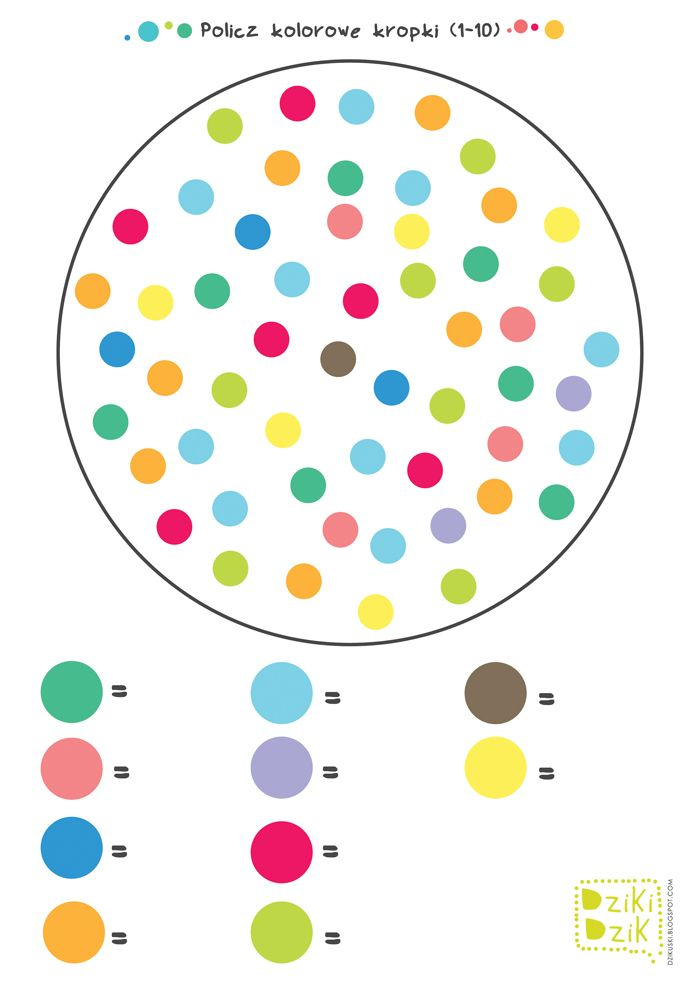 Policz kolorowe kropki (1-10)
=
=
=
=
=
=
=
=
=
=
DZiKi
DZiK
DZIKUSKI.BLOGSPOT.COM